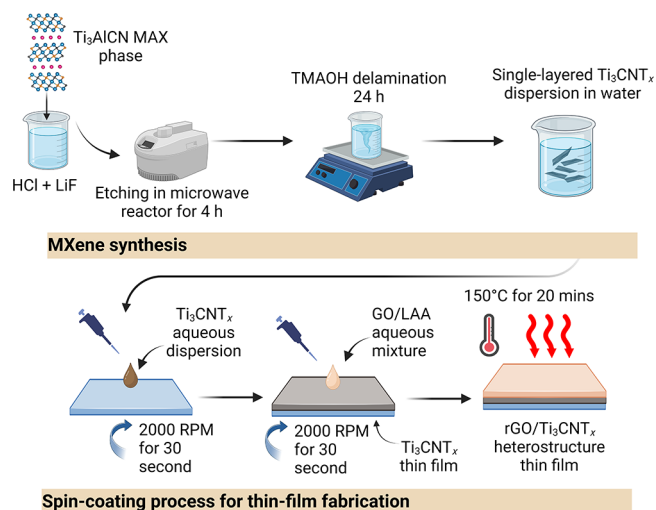 Ti₃AlCN MAX
phase
HCl + LiF
Etching in microwave
reactor for 4 h
TMAOH delamination
24 h
Single-layered Ti₃CNTₓ
dispersion in water
MXene synthesis
Ti₃CNTₓ
aqueous
dispersion
2000 RPM
for 30
second
GO/LAA
aqueous
mixture
2000 RPM
for 30
second
Ti₃CNTₓ
thin film
150°C for 20 mins
rGO/Ti₃CNTₓ
heterostructure
thin film
Spin-coating process for thin-film fabrication